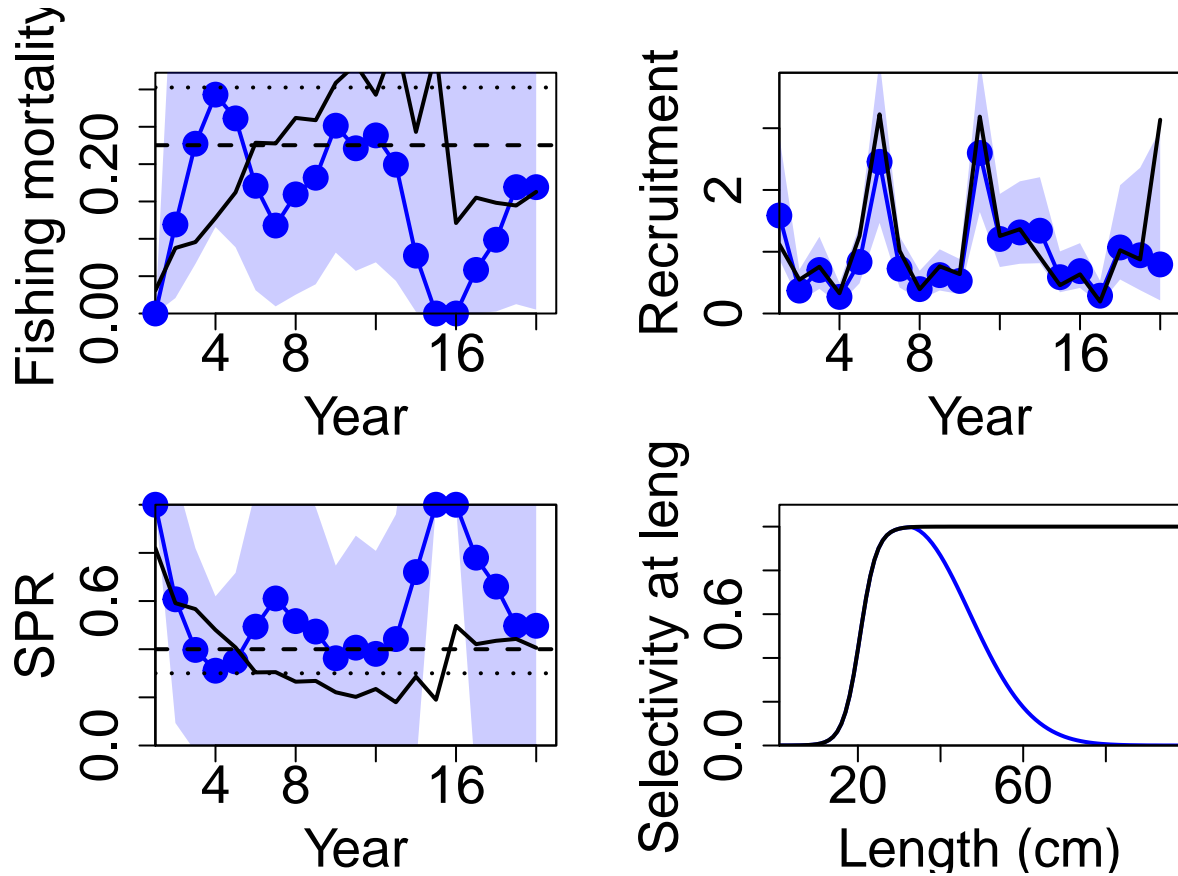 Fishing mortality
0.00
0.20
4
8
16
Year
Recruitment
0
2
4
8
16
Year
SPR
0.0
0.6
4
8
16
Year
Selectivity at leng
0.0
0.6
20
60
Length (cm)